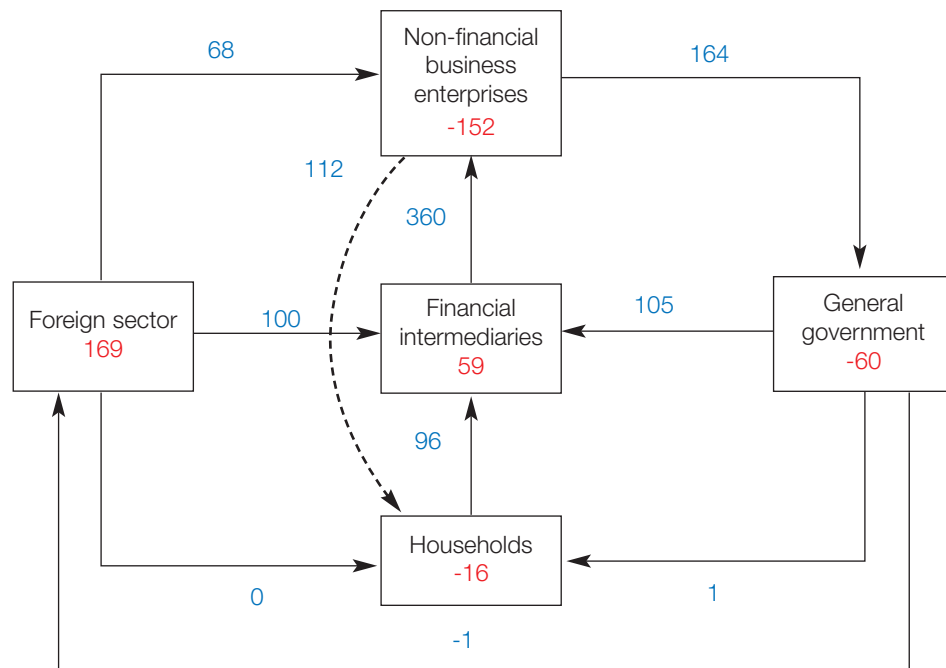 68
Non-financial
business
enterprises
-152
164
112
360
Foreign sector
169
100
Financial
intermediaries
59
105
General
government
-60
96
Households
-16
0
1
-1